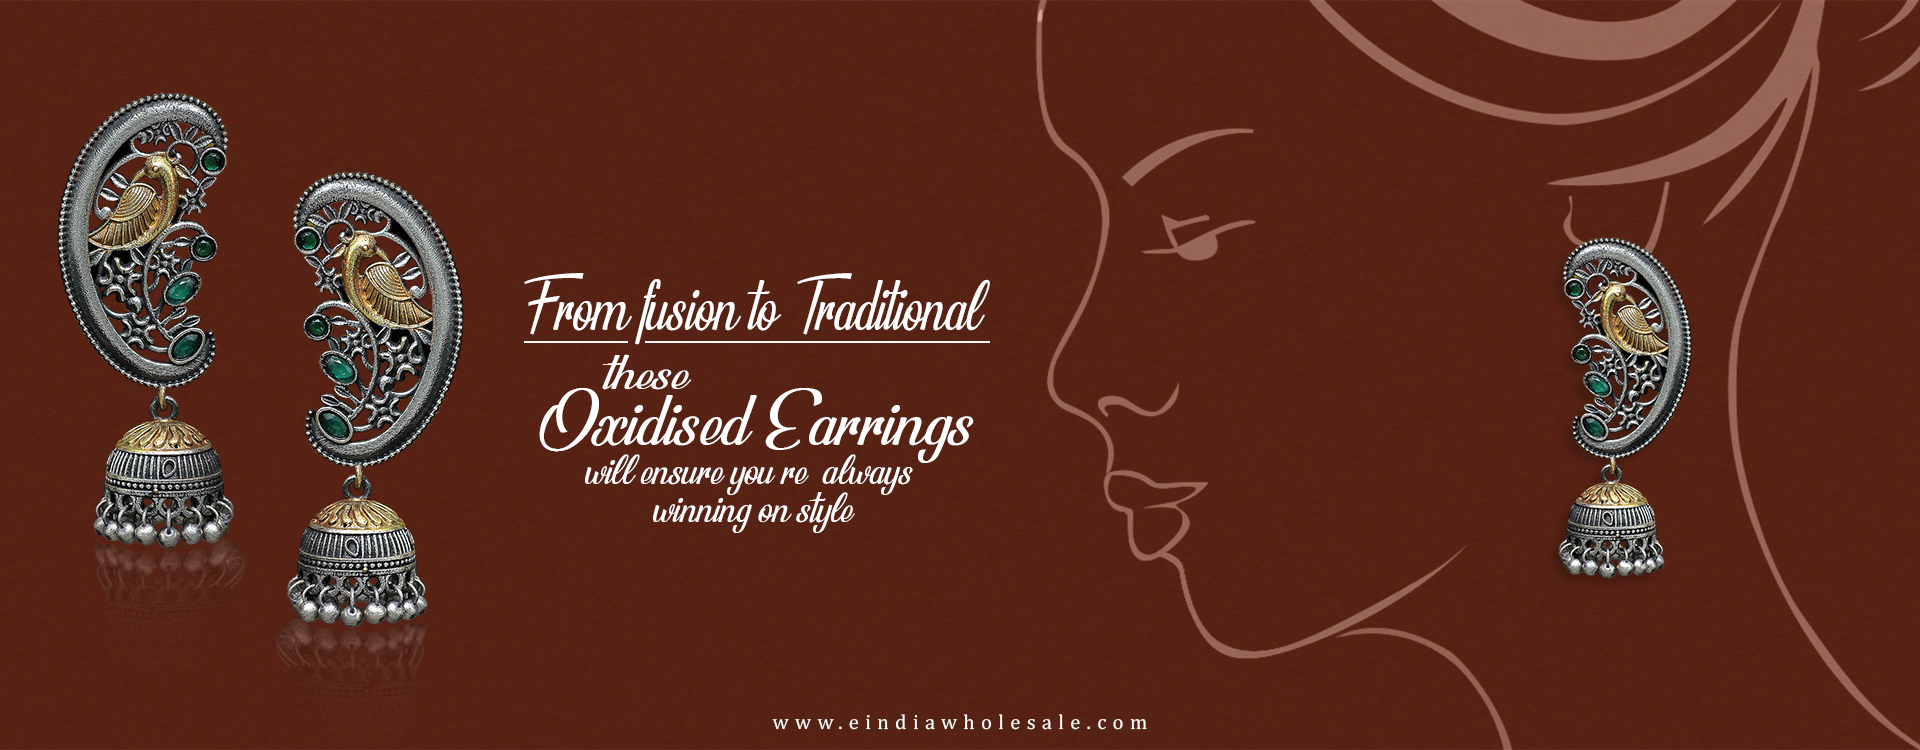 From fusion to Traditional
these
Oxidised Earrings
will ensure you re always
winning on style
www.eindiawholesale.com